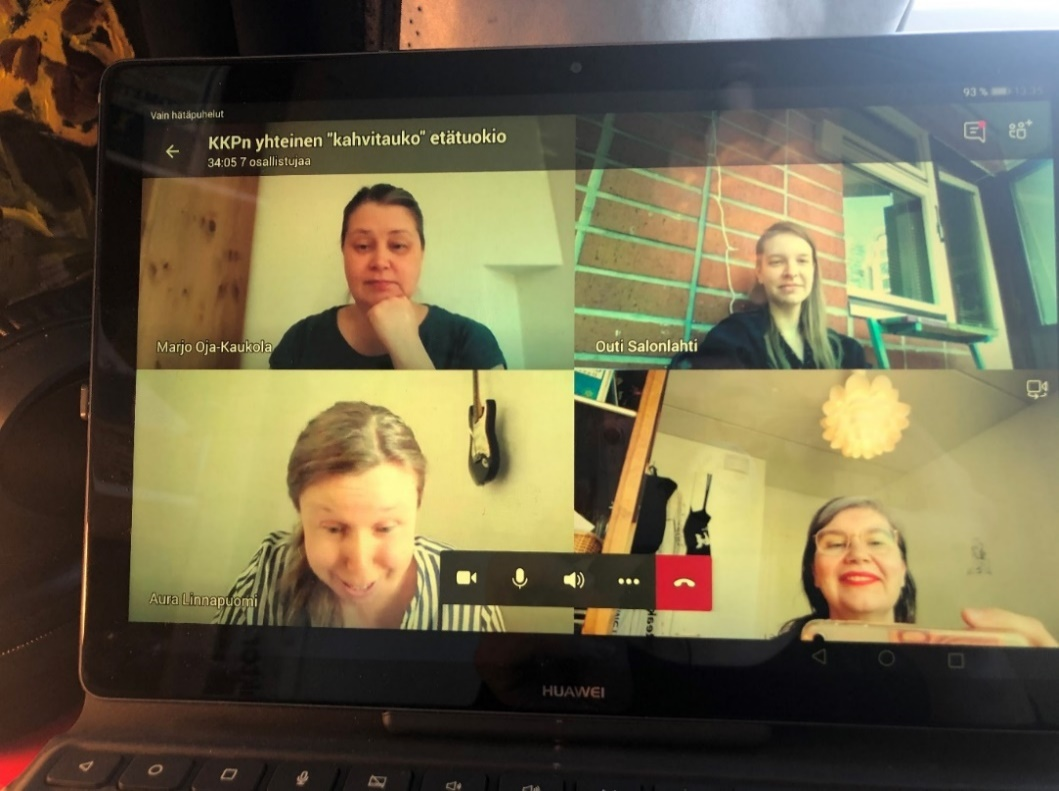 Vain hätäpuhelut
93 %
KKPn yhteinen "kahvitauko" etätuokio
34:05 7 osallistujaa
Marjo Oja-Kaukola
Outi Salonlahti
Aura Linnapuomi
HUAWEI